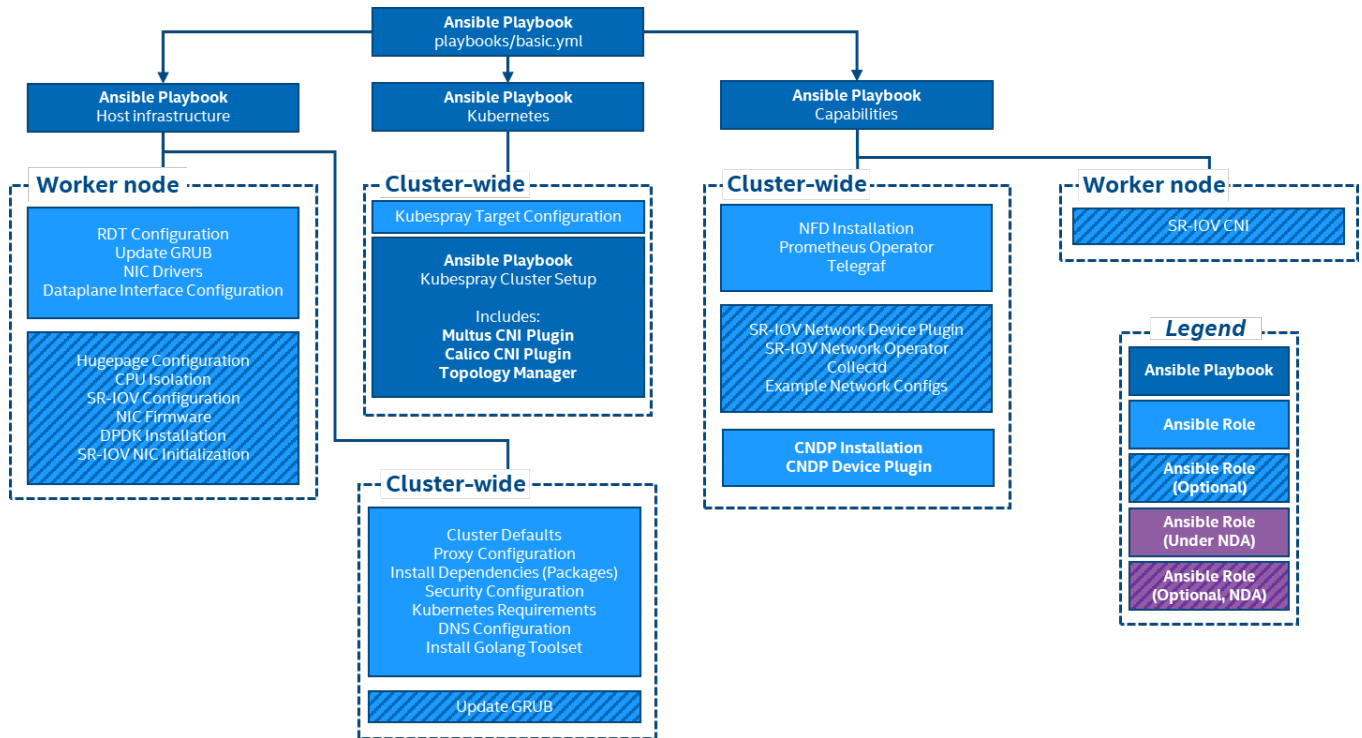 Ansible Playbook
playbooks/basic.yml
Ansible Playbook
Host infrastructure
Ansible Playbook
Kubernetes
Ansible Playbook
Capabilities
Worker node
RDT Configuration
Update GRUB
NIC Drivers
Dataplane Interface Configuration
Hugepage Configuration
CPU Isolation
SR-IOV Configuration
NIC Firmware
DPDK Installation
SR-IOV NIC Initialization
Cluster-wide
Kubespray Target Configuration
Ansible Playbook
Kubespray Cluster Setup
Includes:
Multus CNI Plugin
Calico CNI Plugin
Topology Manager
Cluster-wide
Cluster Defaults
Proxy Configuration
Install Dependencies (Packages)
Security Configuration
Kubernetes Requirements
DNS Configuration
Install Golang Toolset
Update GRUB
Cluster-wide
NFD Installation
Prometheus Operator
Telegraf
SR-IOV Network Device Plugin
SR-IOV Network Operator
Collectd
Example Network Configs
CNDP Installation
CNDP Device Plugin
Worker node
SR-IOV CNI
Legend
Ansible Playbook
Ansible Role
Ansible Role
(Optional)
Ansible Role
(Under NDA)
Ansible Role
(Optional, NDA)